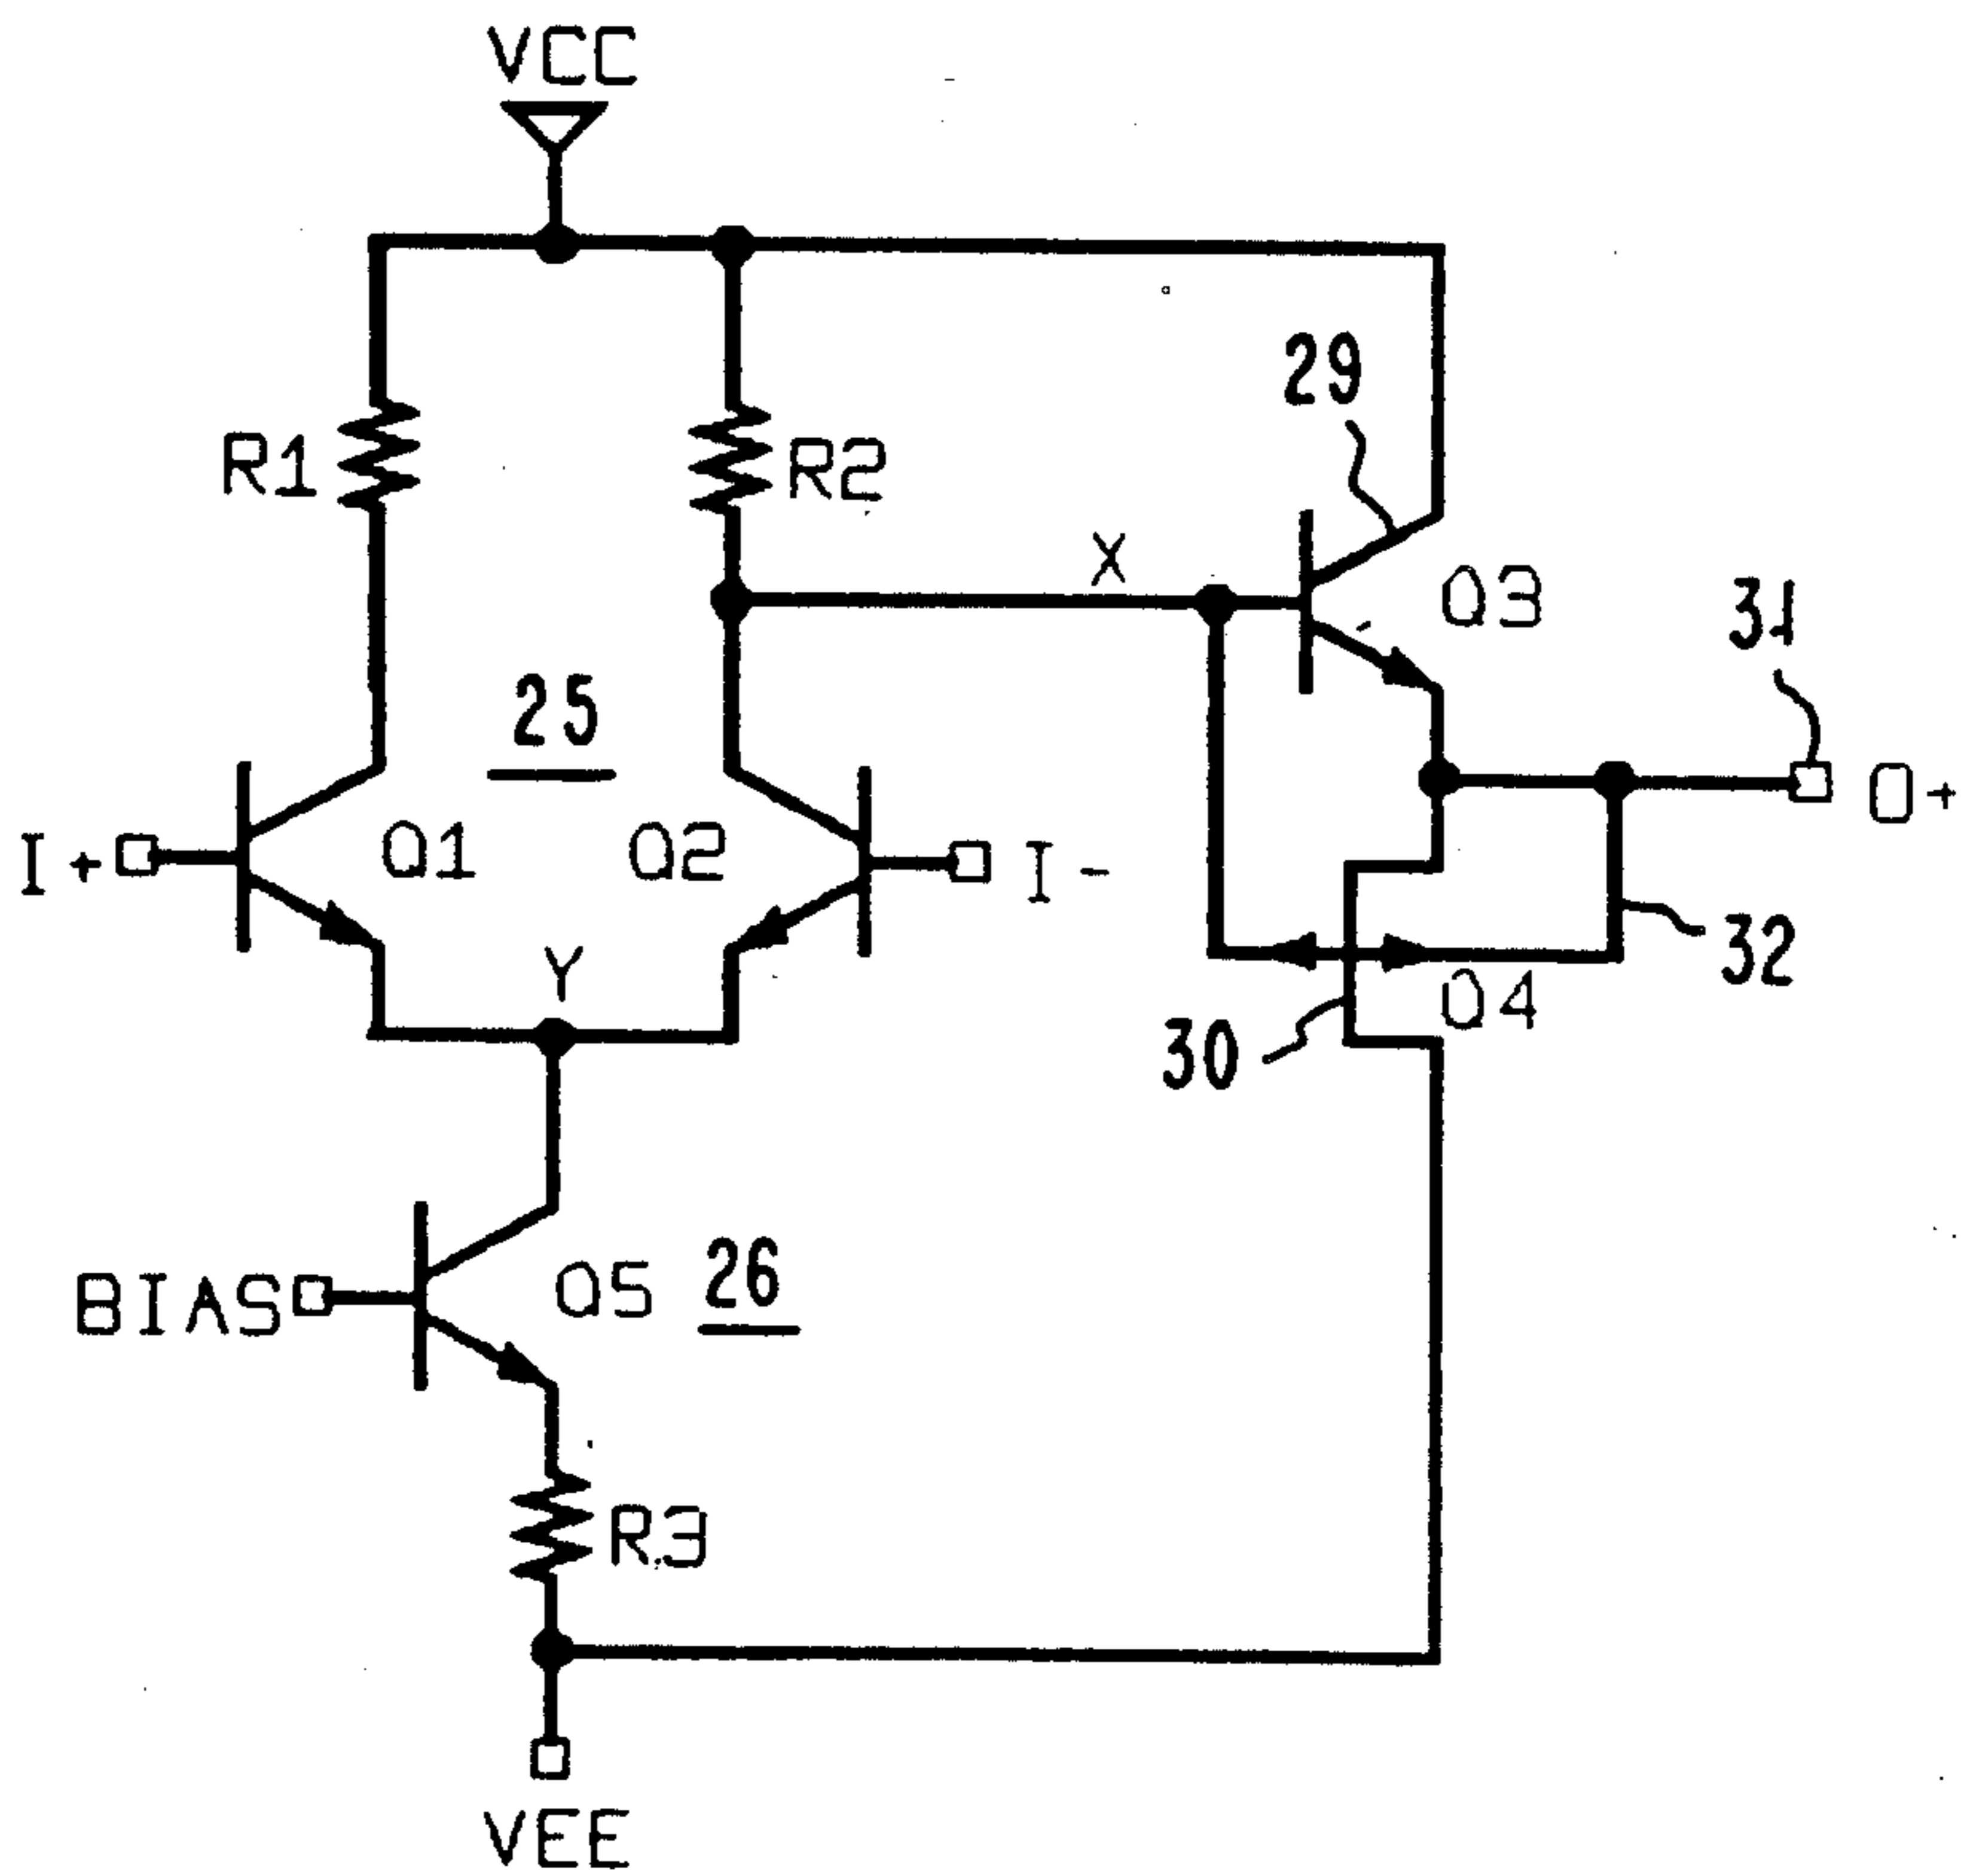 VCC
29
R1
R2
X
Q3
31
25
I+
Q1
Q2
I-
O+
Y
32
Q4
30
BIAS
Q5
26
R3
VEE